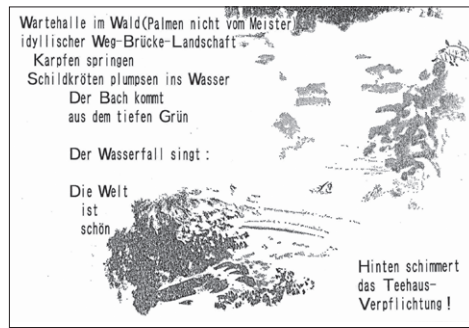 Wartehalle im Wald(Palmen nicht vom Meister)
idyllischer Weg-Brücke-Landschaft
Karpfen springen
Schildkröten plumpsen ins Wasser
Der Bach kommt
aus dem tiefen Grün
Der Wasserfall singt:
Die Welt
ist
schön
Hinten schimmert
das Teehaus-
Verpflichtung!